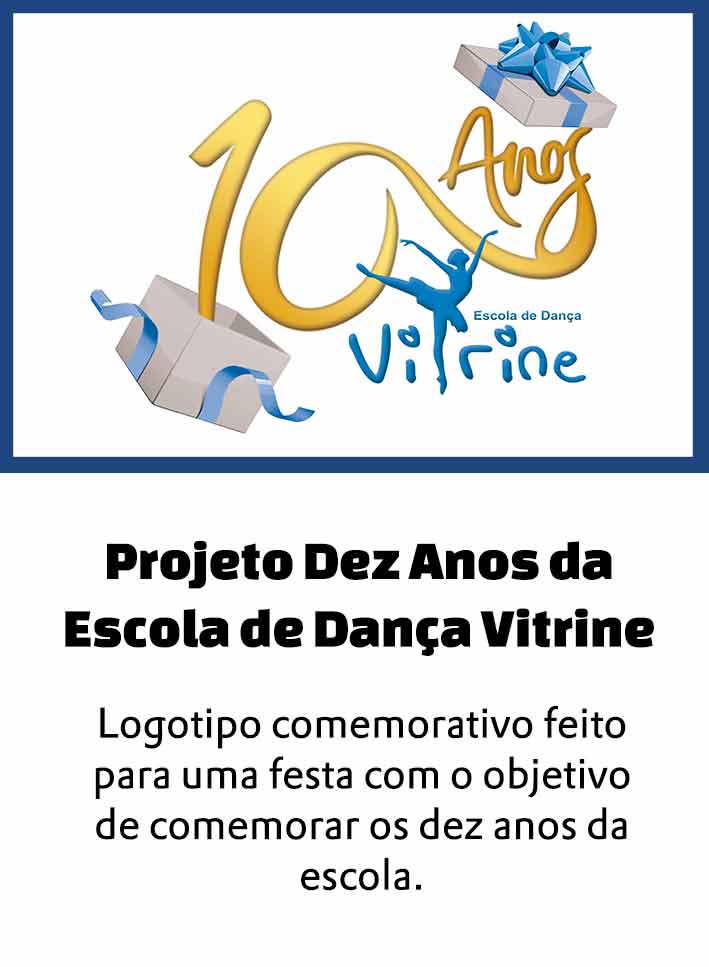 10 Anos
Escola de Dança
Vitrine
Projeto Dez Anos da
Escola de Dança Vitrine
Logotipo comemorativo feito
para uma festa com o objetivo
de comemorar os dez anos da
escola.